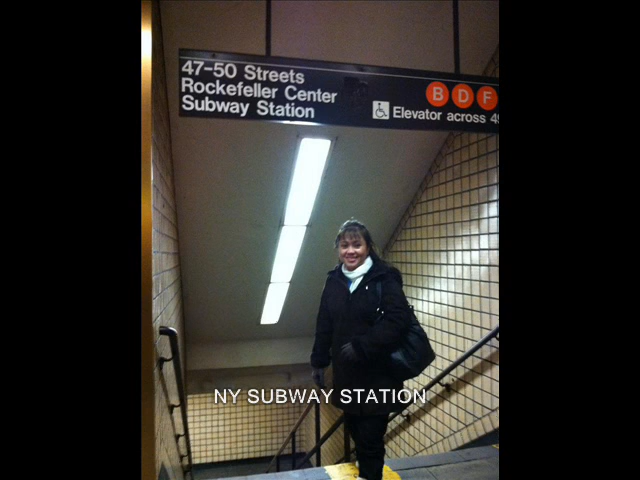 47-50 Streets
Rockefeller Center
Subway Station
B D F
Elevator across
NY SUBWAY STATION